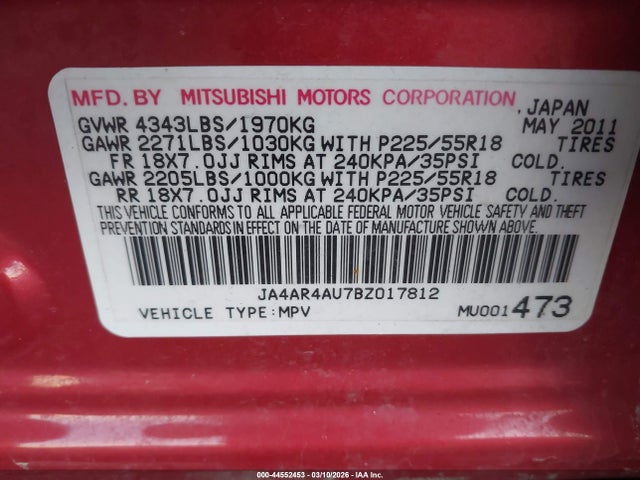 MFD. BY MITSUBISHI MOTORS CORPORATION, JAPAN
GVWR 4343LBS/1970KG MAY 2011
GAWR 2271LBS/1030KG WITH P225/55R18 TIRES
FR 18X7.0JJ RIMS AT 240KPA/35PSI COLD.
GAWR 2205LBS/1000KG WITH P225/55R18 TIRES
RR 18X7.0JJ RIMS AT 240KPA/35PSI COLD.
THIS VEHICLE CONFORMS TO ALL APPLICABLE FEDERAL MOTOR VEHICLE SAFETY AND THEFT
PREVENTION STANDARDS IN EFFECT ON THE DATE OF MANUFACTURE SHOWN ABOVE.
JA4AR4AU7BZ017812
VEHICLE TYPE:MPV MU001473
000-44552453 - 03/10/2026 - IAA Inc.